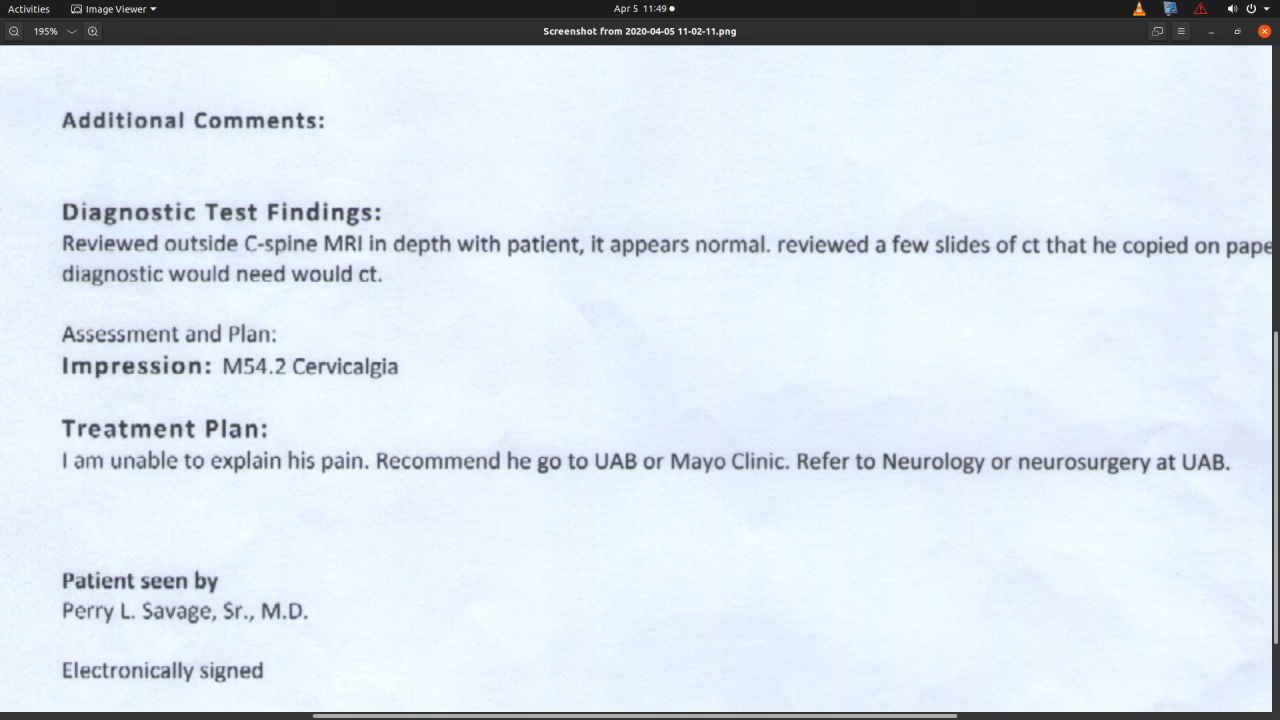 Activities
Image Viewer
Apr 5 11:49
195%
Screenshot from 2020-04-05 11-02-11.png
Additional Comments:
Diagnostic Test Findings:
Reviewed outside C-spine MRI in depth with patient, it appears normal. reviewed a few slides of ct that he copied on pape
diagnostic would need would ct.
Assessment and Plan:
Impression: M54.2 Cervicalgia
Treatment Plan:
I am unable to explain his pain. Recommend he go to UAB or Mayo Clinic. Refer to Neurology or neurosurgery at UAB.
Patient seen by
Perry L. Savage, Sr., M.D.
Electronically signed